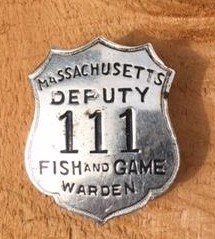 MASSACHUSETTS
DEPUTY
111
FISH AND GAME
WARDEN